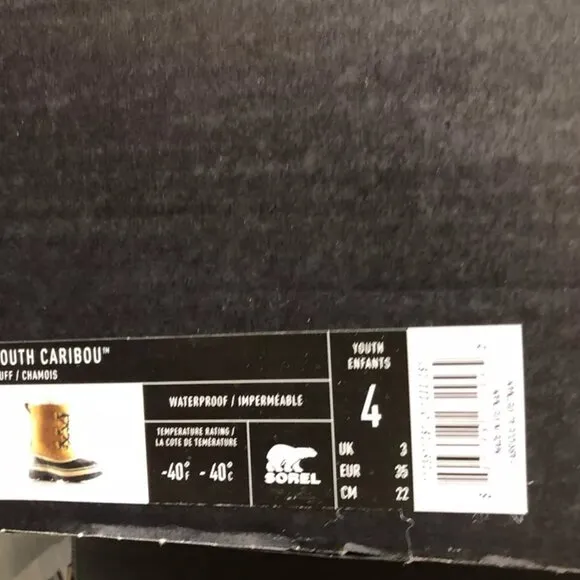 OUTH CARIBOU™
UFF / CHAMOIS
WATERPROOF / IMPERMÉABLE
TEMPERATURE RATING /
LA COTE DE TEMÉRATURE
-40°F -40°C
SOREL
YOUTH
ENFANTS
4
UK 3
EUR 35
CM 22